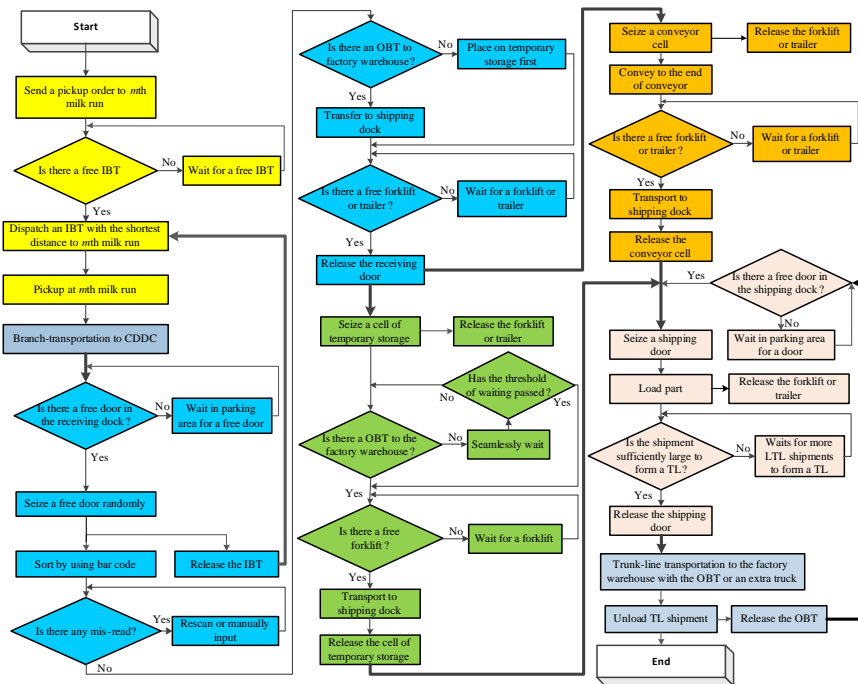 Start
Send a pickup order to mth
milk run
Is there a free IBT
No
Wait for a free IBT
Yes
Dispatch an IBT with the shortest
distance to mth milk run
Pickup at mth milk run
Branch-transportation to CDDC
Is there a free door in
the receiving dock?
No
Wait in parking
area for a free door
Yes
Seize a free door randomly
Sort by using bar code
Release the IBT
Is there any mis-read?
Yes
Rescan or manually
input
No
Is there an OBT to
factory warehouse?
No
Place on temporary
storage first
Yes
Transfer to shipping
dock
Is there a free forklift
or trailer?
No
Wait for a forklift or
trailer
Yes
Release the receiving
door
Seize a cell of
temporary storage
Release the forklift
or trailer
Has the threshold
of waiting passed?
No
Yes
Is there a OBT to the
factory warehouse?
No
Seamlessly wait
Yes
Is there a free
forklift ?
No
Wait for a forklift
Yes
Transport to
shipping dock
Release the cell of
temporary storage
Seize a conveyor
cell
Release the forklift
or trailer
Convey to the end
of conveyor
Is there a free forklift
or trailer ?
No
Wait for a forklift
or trailer
Yes
Transport to
shipping dock
Release the
conveyor cell
Yes
Is there a free door in
the shipping dock ?
No
Wait in parking
area for a door
Seize a shipping
door
Load part
Release the forklift or
trailer
Is the shipment
sufficiently large to
form a TL?
No
Waits for more
LTL shipments
to form a TL
Yes
Release the shipping
door
Trunk-line transportation to the factory
warehouse with the OBT or an extra truck
Unload TL shipment
Release the OBT
End